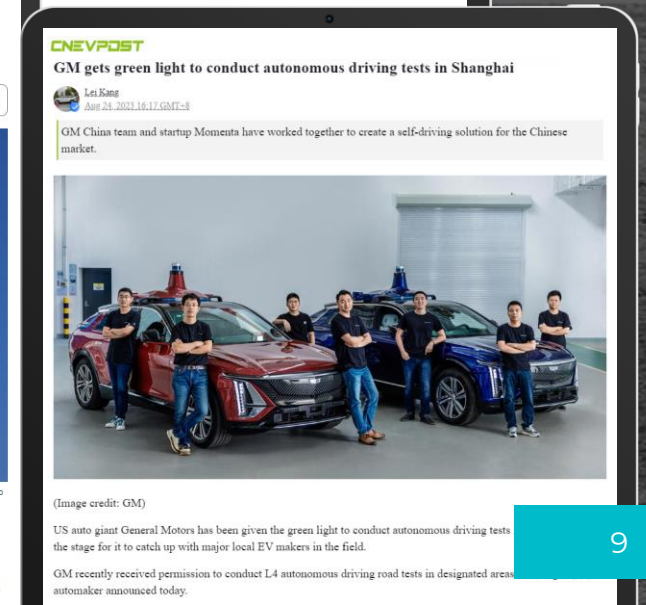 CNEVPOST
GM gets green light to conduct autonomous driving tests in Shanghai
Lei Kang
Aug 24, 2023 16:17 GMT+8
GM China team and startup Momenta have worked together to create a self-driving solution for the Chinese
market.
(Image credit: GM)
US auto giant General Motors has been given the green light to conduct autonomous driving tests
the stage for it to catch up with major local EV makers in the field.
9
GM recently received permission to conduct L4 autonomous driving road tests in designated areas
automaker announced today.